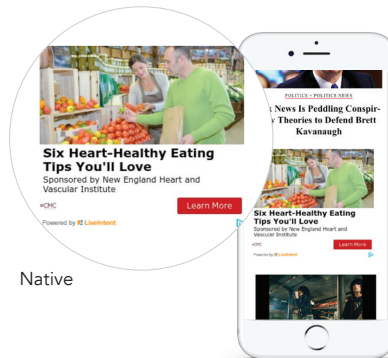 Six Heart-Healthy Eating
Tips You'll Love
Sponsored by New England Heart and
Vascular Institute
CMC
Learn More
Powered by LiveIntent
Native
POLITICS • POLITICS NEWS
News Is Peddling Conspir-
Theories to Defend Brett
Kavanaugh
Six Heart-Healthy Eating
Tips You'll Love
Sponsored by New England Heart and
Vascular Institute
CMC
Learn More
Powered by LiveIntent